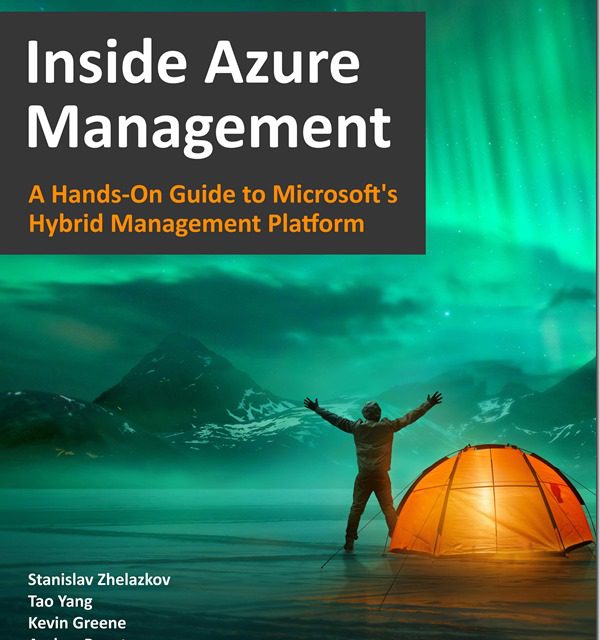 Inside Azure
Management
A Hands-On Guide to Microsoft's
Hybrid Management Platform
Stanislav Zhelazkov
Tao Yang
Kevin Greene